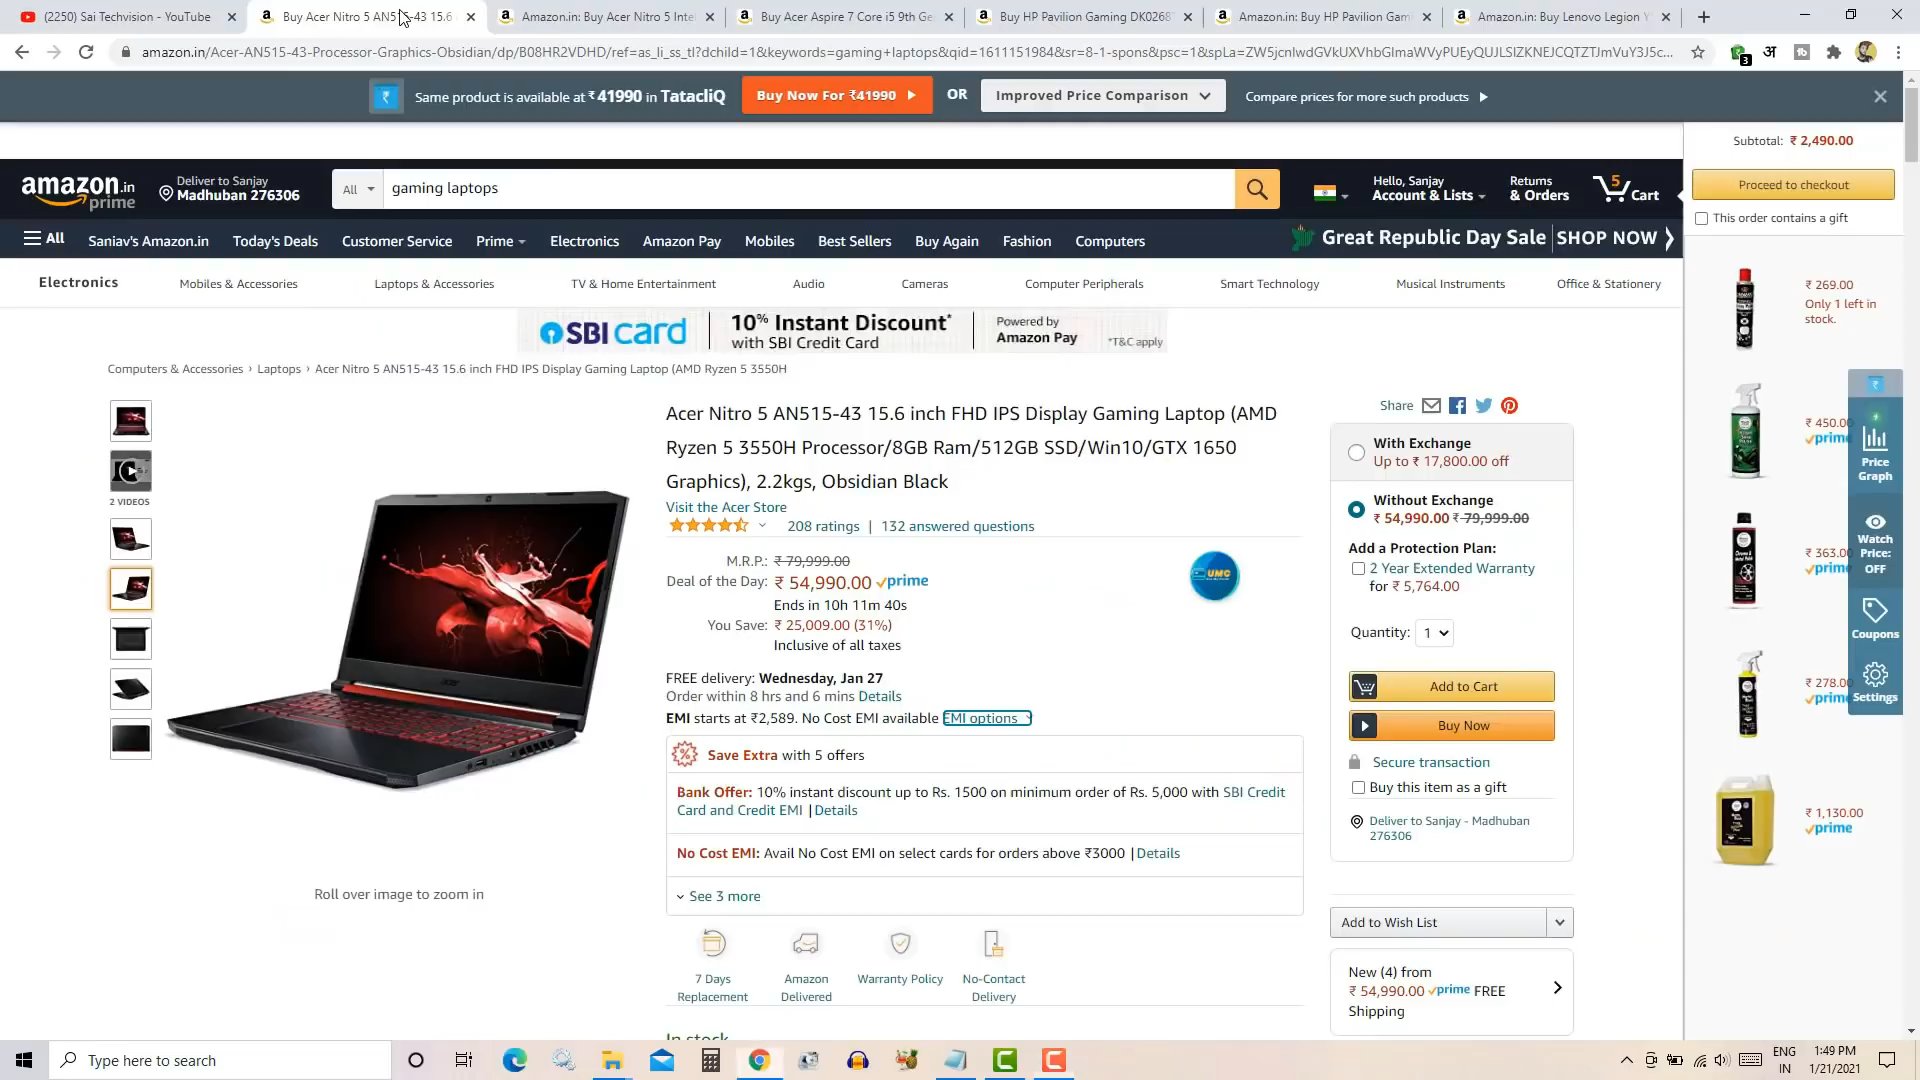 (2250) Sai Techvision - YouTube
Buy Acer Nitro 5 AN515-43 15.6
Amazon.in: Buy Acer Nitro 5 Inte
Buy Acer Aspire 7 Core i5 9th Ge
Buy HP Pavilion Gaming DK0268
Amazon.in: Buy HP Pavilion Gam
Amazon.in: Buy Lenovo Legion Y
amazon.in/Acer-AN515-43-Processor-Graphics-Obsidian/dp/B08HR2VDHD/ref=as_li_ss_tl?dchild=1&keywords=gaming+laptops&qid=1611151984&sr=8-1-spons&psc=1&spLa=ZW5jcnlwdGVkUXVhbGlmaWVyPUEyQUJLSlZKNEJCQTZTJmVuY3J5c...
3
अ
Same product is available at ₹41990 in TatacliQ
Buy Now For ₹41990
OR
Improved Price Comparison
Compare prices for more such products
Subtotal: ₹ 2,490.00
Proceed to checkout
This order contains a gift
amazon.in
prime
Deliver to Sanjay
Madhuban 276306
All
gaming laptops
Hello, Sanjay
Account & Lists
Returns
& Orders
5
Cart
All
Sanjay's Amazon.in
Today's Deals
Customer Service
Prime
Electronics
Amazon Pay
Mobiles
Best Sellers
Buy Again
Fashion
Computers
Great Republic Day Sale
SHOP NOW
Electronics
Mobiles & Accessories
Laptops & Accessories
TV & Home Entertainment
Audio
Cameras
Computer Peripherals
Smart Technology
Musical Instruments
Office & Stationery
SBI card
10% Instant Discount*
with SBI Credit Card
Powered by
Amazon Pay
*T&C apply
Computers & Accessories › Laptops › Acer Nitro 5 AN515-43 15.6 inch FHD IPS Display Gaming Laptop (AMD Ryzen 5 3550H
2 VIDEOS
Roll over image to zoom in
Acer Nitro 5 AN515-43 15.6 inch FHD IPS Display Gaming Laptop (AMD
Ryzen 5 3550H Processor/8GB Ram/512GB SSD/Win10/GTX 1650
Graphics), 2.2kgs, Obsidian Black
Visit the Acer Store
208 ratings | 132 answered questions
M.R.P.: ₹ 79,999.00
Deal of the Day: ₹ 54,990.00 prime
Ends in 10h 11m 40s
You Save: ₹ 25,009.00 (31%)
Inclusive of all taxes
UMC
FREE delivery: Wednesday, Jan 27
Order within 8 hrs and 6 mins Details
EMI starts at ₹2,589. No Cost EMI available EMI options
Save Extra with 5 offers
Bank Offer: 10% instant discount up to Rs. 1500 on minimum order of Rs. 5,000 with SBI Credit
Card and Credit EMI | Details
No Cost EMI: Avail No Cost EMI on select cards for orders above ₹3000 | Details
See 3 more
7 Days
Replacement
Amazon
Delivered
Warranty Policy
No-Contact
Delivery
In stock
Share
With Exchange
Up to ₹ 17,800.00 off
Without Exchange
₹ 54,990.00 ₹ 79,999.00
Add a Protection Plan:
2 Year Extended Warranty
for ₹ 5,764.00
Quantity: 1
Add to Cart
Buy Now
Secure transaction
Buy this item as a gift
Deliver to Sanjay - Madhuban
276306
Add to Wish List
New (4) from
₹ 54,990.00 prime FREE
Shipping
₹ 269.00
Only 1 left in
stock.
₹ 450.00
prime
₹ 363.00
prime
₹ 278.00
prime
₹ 1,130.00
prime
Price
Graph
Watch
Price:
OFF
Coupons
Settings
Type here to search
ENG
IN
1:49 PM
1/21/2021